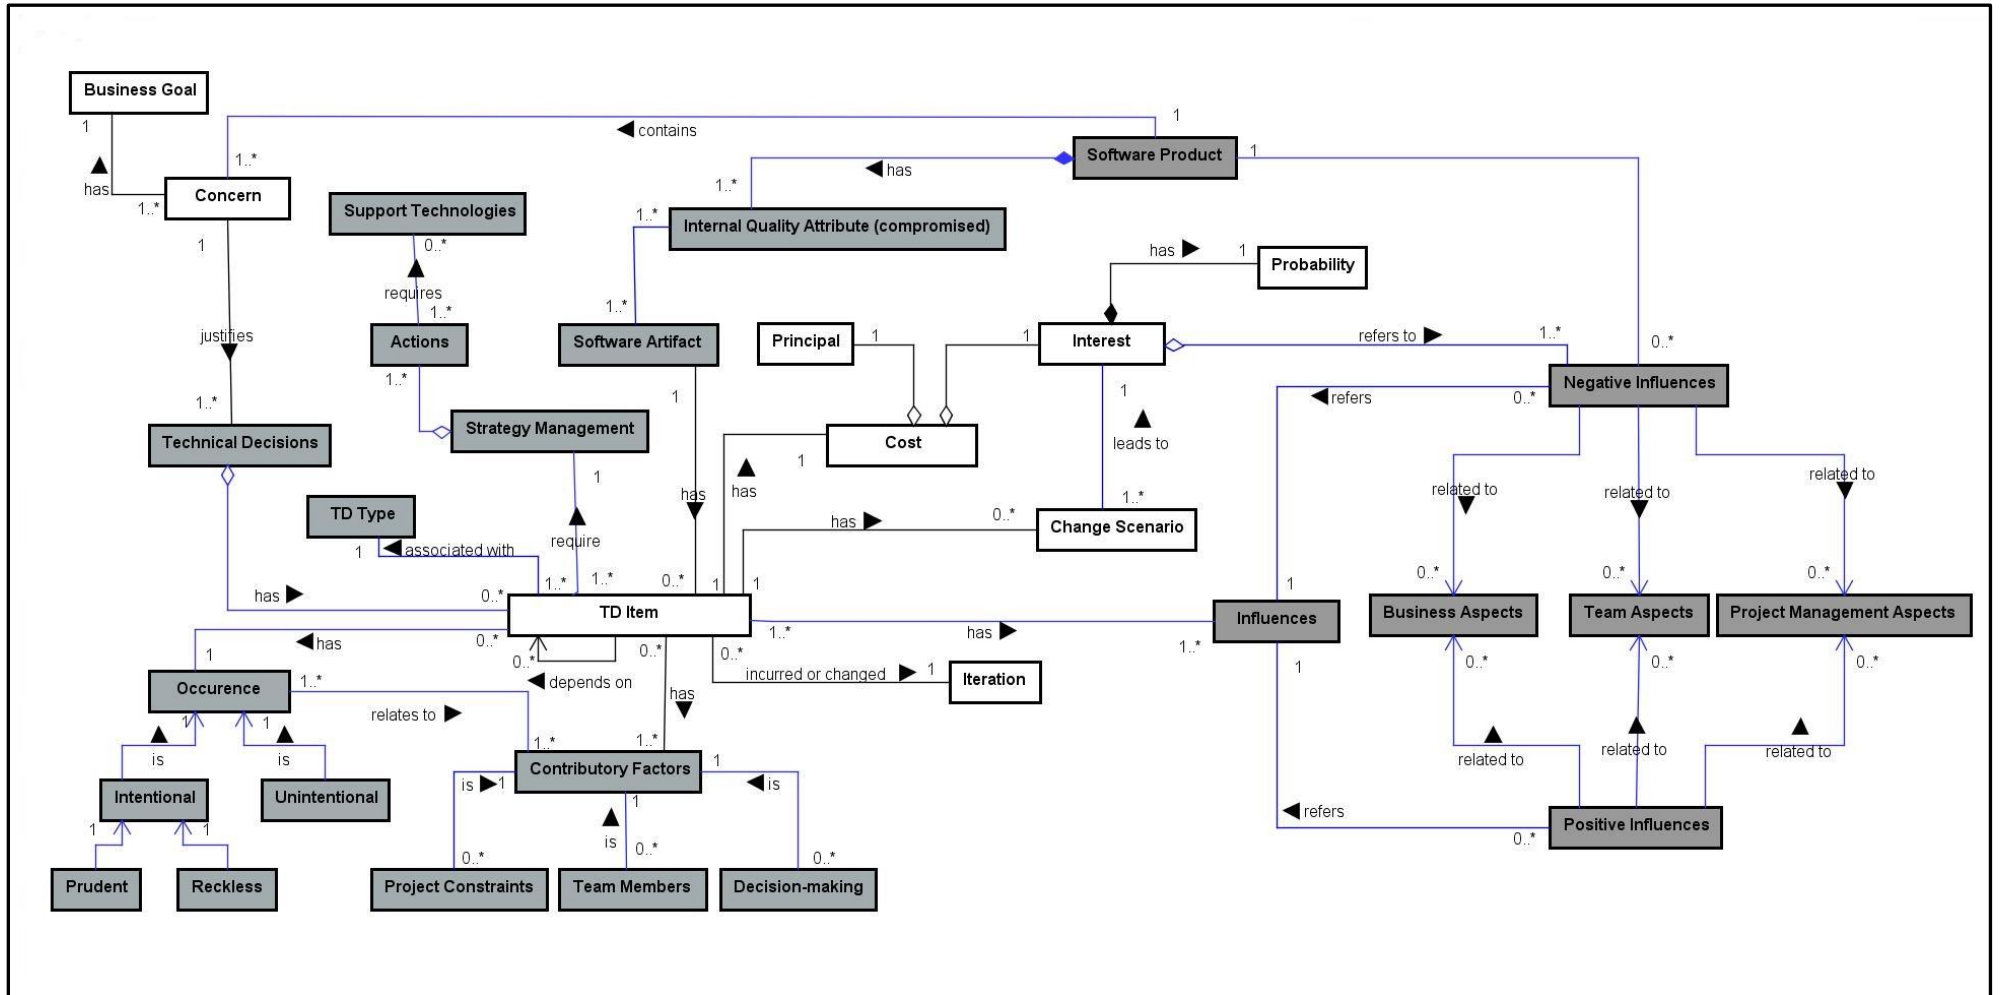 Business Goal
1
has
1..*
Concern
1..*
contains
1
Software Product
1
has
1..*
Support Technologies
0..*
requires
1..*
Actions
1..*
Internal Quality Attribute (compromised)
1..*
1..*
Software Artifact
1
has
0..*
has
1
Probability
Principal
1
1
Interest
refers to
1..*
0..*
Negative Influences
refers
0..*
1
justifies
1..*
Technical Decisions
Strategy Management
1
require
1..*
Cost
1
has
1
1
leads to
1..*
Change Scenario
has
0..*
1
related to
related to
related to
TD Type
1
associated with
1..*
has
0..*
TD Item
1..*
has
1..*
Influences
1
1
0..*
0..*
0..*
Business Aspects
Team Aspects
Project Management Aspects
0..*
0..*
0..*
has
0..*
1
0..*
depends on
0..*
has
1..*
0..*
incurred or changed
1
Iteration
Occurence
1..*
relates to
1..*
1
1
is
is
Contributory Factors
related to
related to
related to
Intentional
Unintentional
is
1
1
is
1
is
refers
0..*
Positive Influences
1
1
0..*
0..*
0..*
Prudent
Reckless
Project Constraints
Team Members
Decision-making